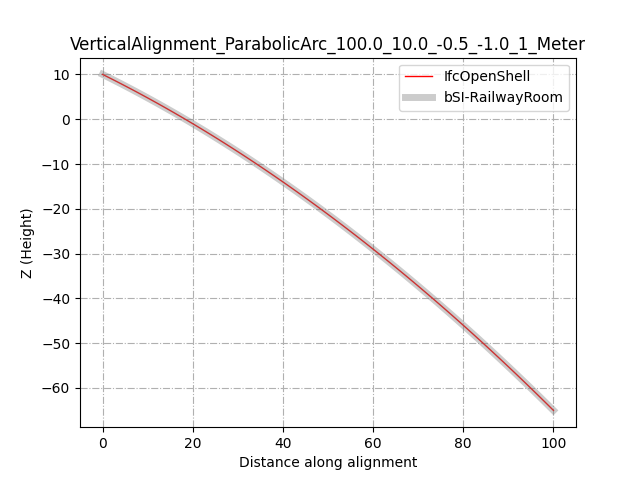 VerticalAlignment_ParabolicArc_100.0_10.0_-0.5_-1.0_1_Meter
IfcOpenShell
bSI-RailwayRoom
10
0
−10
−20
−30
−40
−50
−60
Z (Height)
0 20 40 60 80 100
Distance along alignment